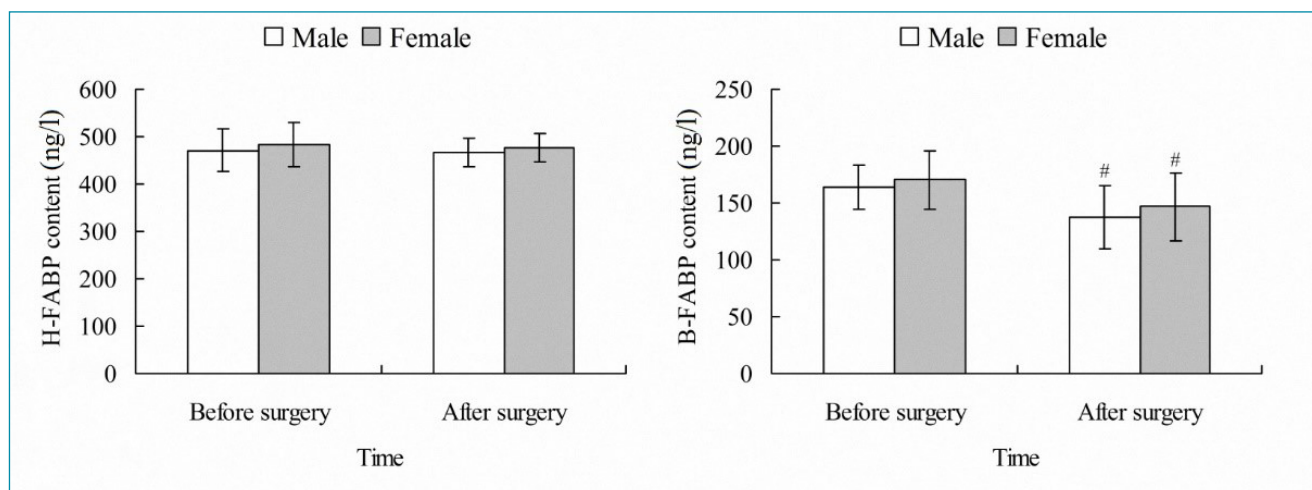 Male Female
H-FABP content (ng/l)
600
500
400
300
200
100
0
Before surgery After surgery
Time
Male Female
B-FABP content (ng/l)
250
200
150
100
50
0
# #
Before surgery After surgery
Time